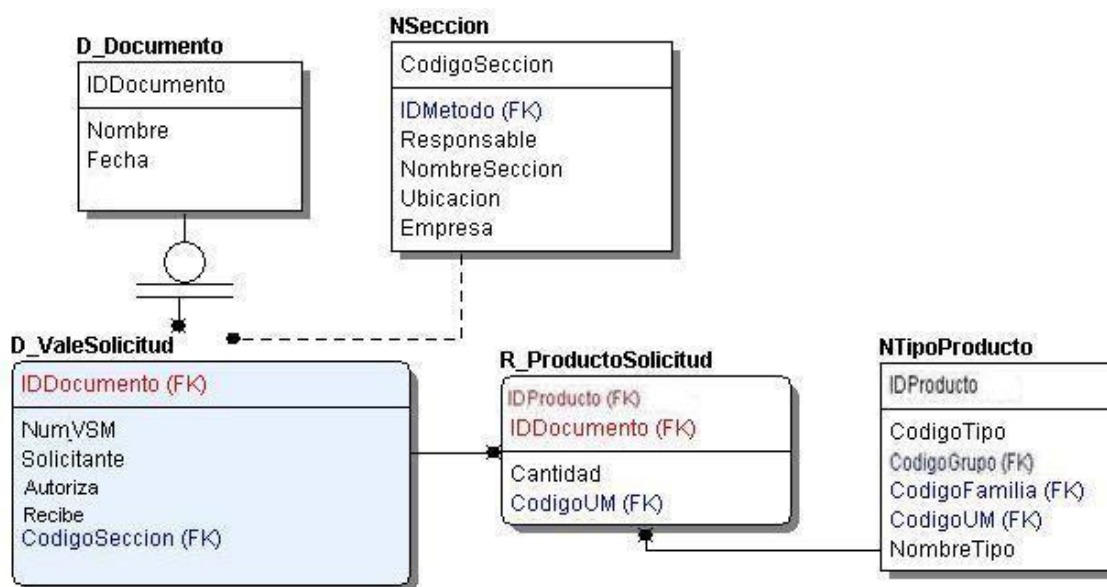 D_Documento
IDDocumento
Nombre
Fecha
NSeccion
CodigoSeccion
IDMetodo (FK)
Responsable
NombreSeccion
Ubicacion
Empresa
D_ValeSolicitud
IDDocumento (FK)
Num.VSM
Solicitante
Autoriza
Recibe
CodigoSeccion (FK)
R_ProductoSolicitud
IDProducto (FK)
IDDocumento (FK)
Cantidad
CodigoUM (FK)
NTipoProducto
IDProducto
CodigoTipo
CodigoGrupo (FK)
CodigoFamilia (FK)
CodigoUM (FK)
NombreTipo